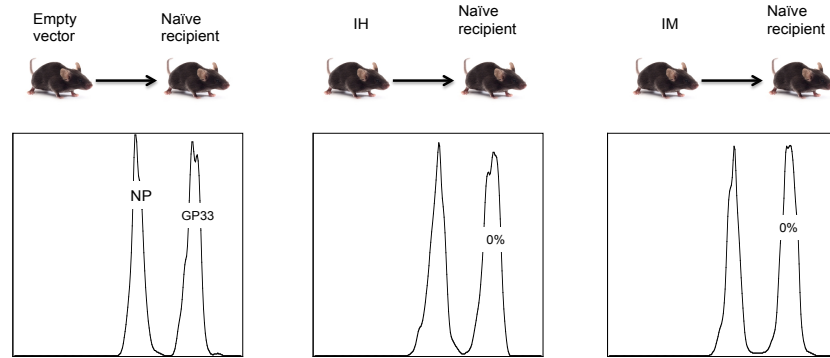 Empty
vector
Naïve
recipient
IH
Naïve
recipient
IM
Naïve
recipient
NP
GP33
0%
0%